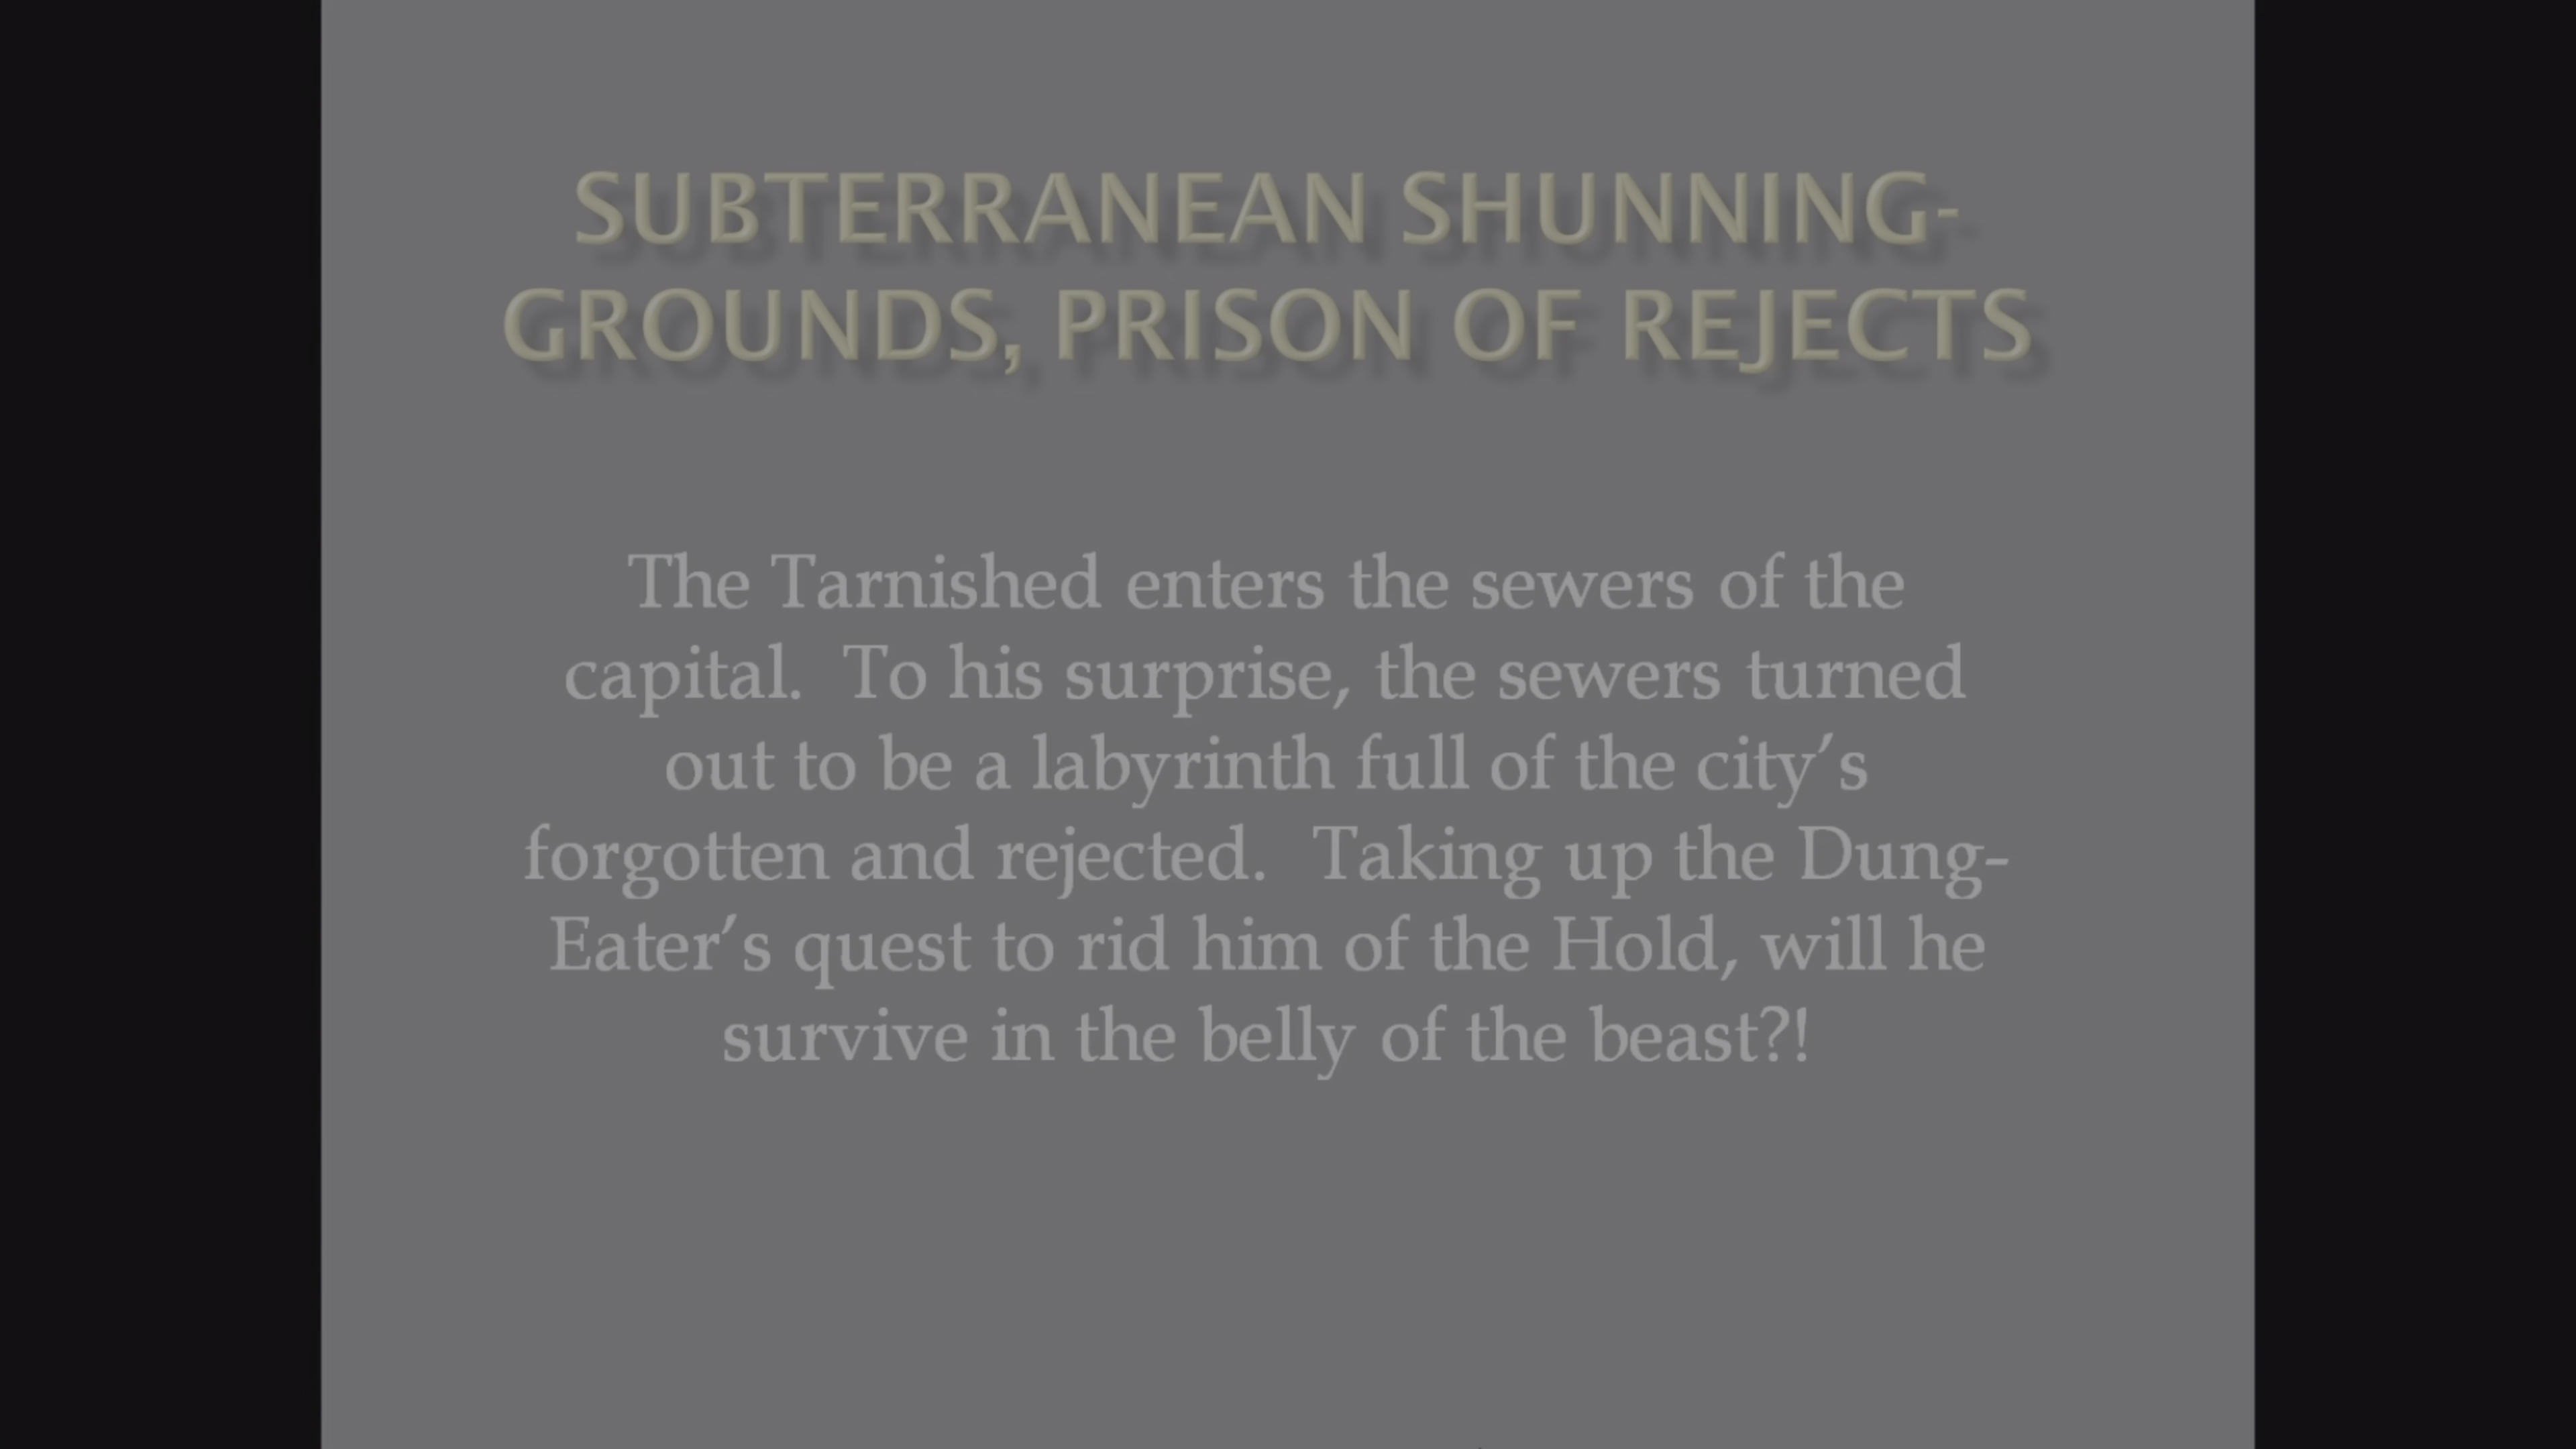 SUBTERRANEAN SHUNNING-
GROUNDS, PRISON OF REJECTS
The Tarnished enters the sewers of the
capital.  To his surprise, the sewers turned
out to be a labyrinth full of the city’s
forgotten and rejected.  Taking up the Dung-
Eater’s quest to rid him of the Hold, will he
survive in the belly of the beast?!